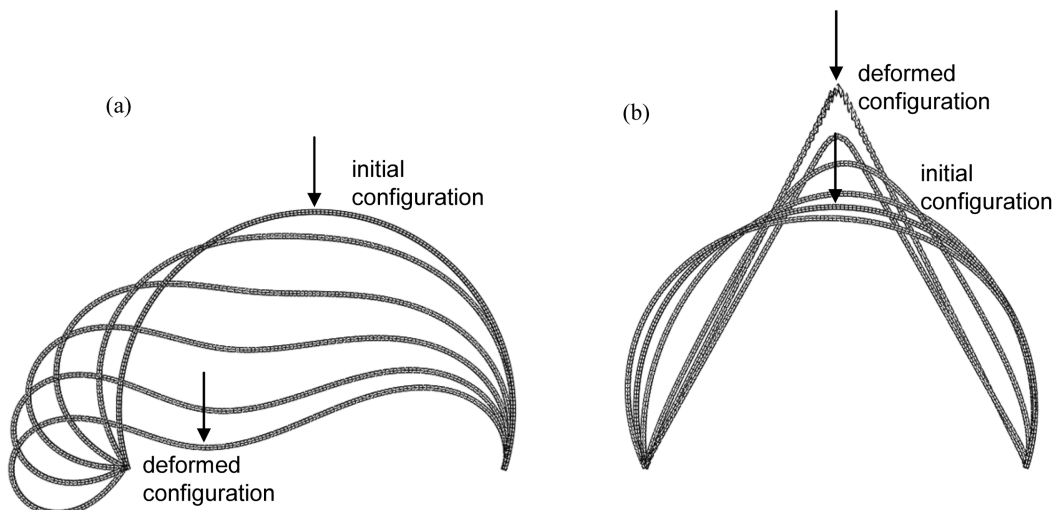 (a)
initial
configuration
deformed
configuration
(b)
deformed
configuration
initial
configuration